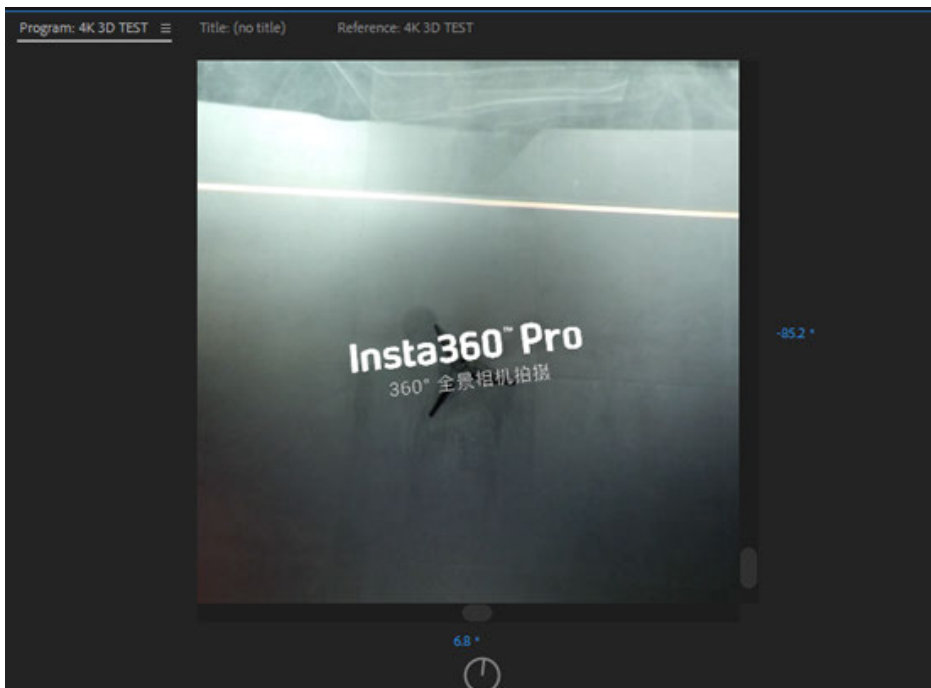 Program: 4K 3D TEST
Title: (no title)
Reference: 4K 3D TEST
Insta360™ Pro
360° 全景相机拍摄
-85.2 °
6.8 °